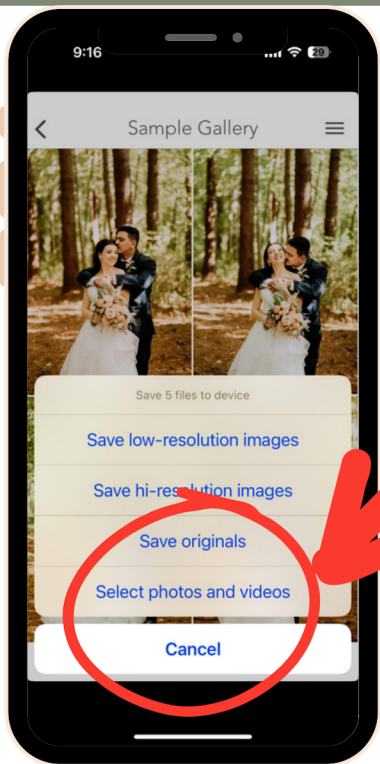 9:16
29
Sample Gallery
Save 5 files to device
Save low-resolution images
Save hi-resolution images
Save originals
Select photos and videos
Cancel